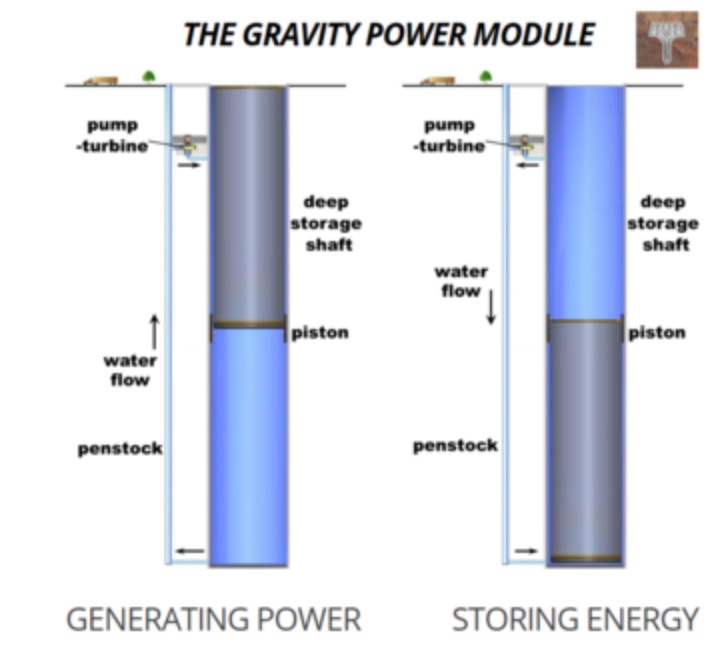 THE GRAVITY POWER MODULE
pump
-turbine
deep
storage
shaft
piston
water
flow
penstock
GENERATING POWER
pump
-turbine
deep
storage
shaft
water
flow
piston
penstock
STORING ENERGY